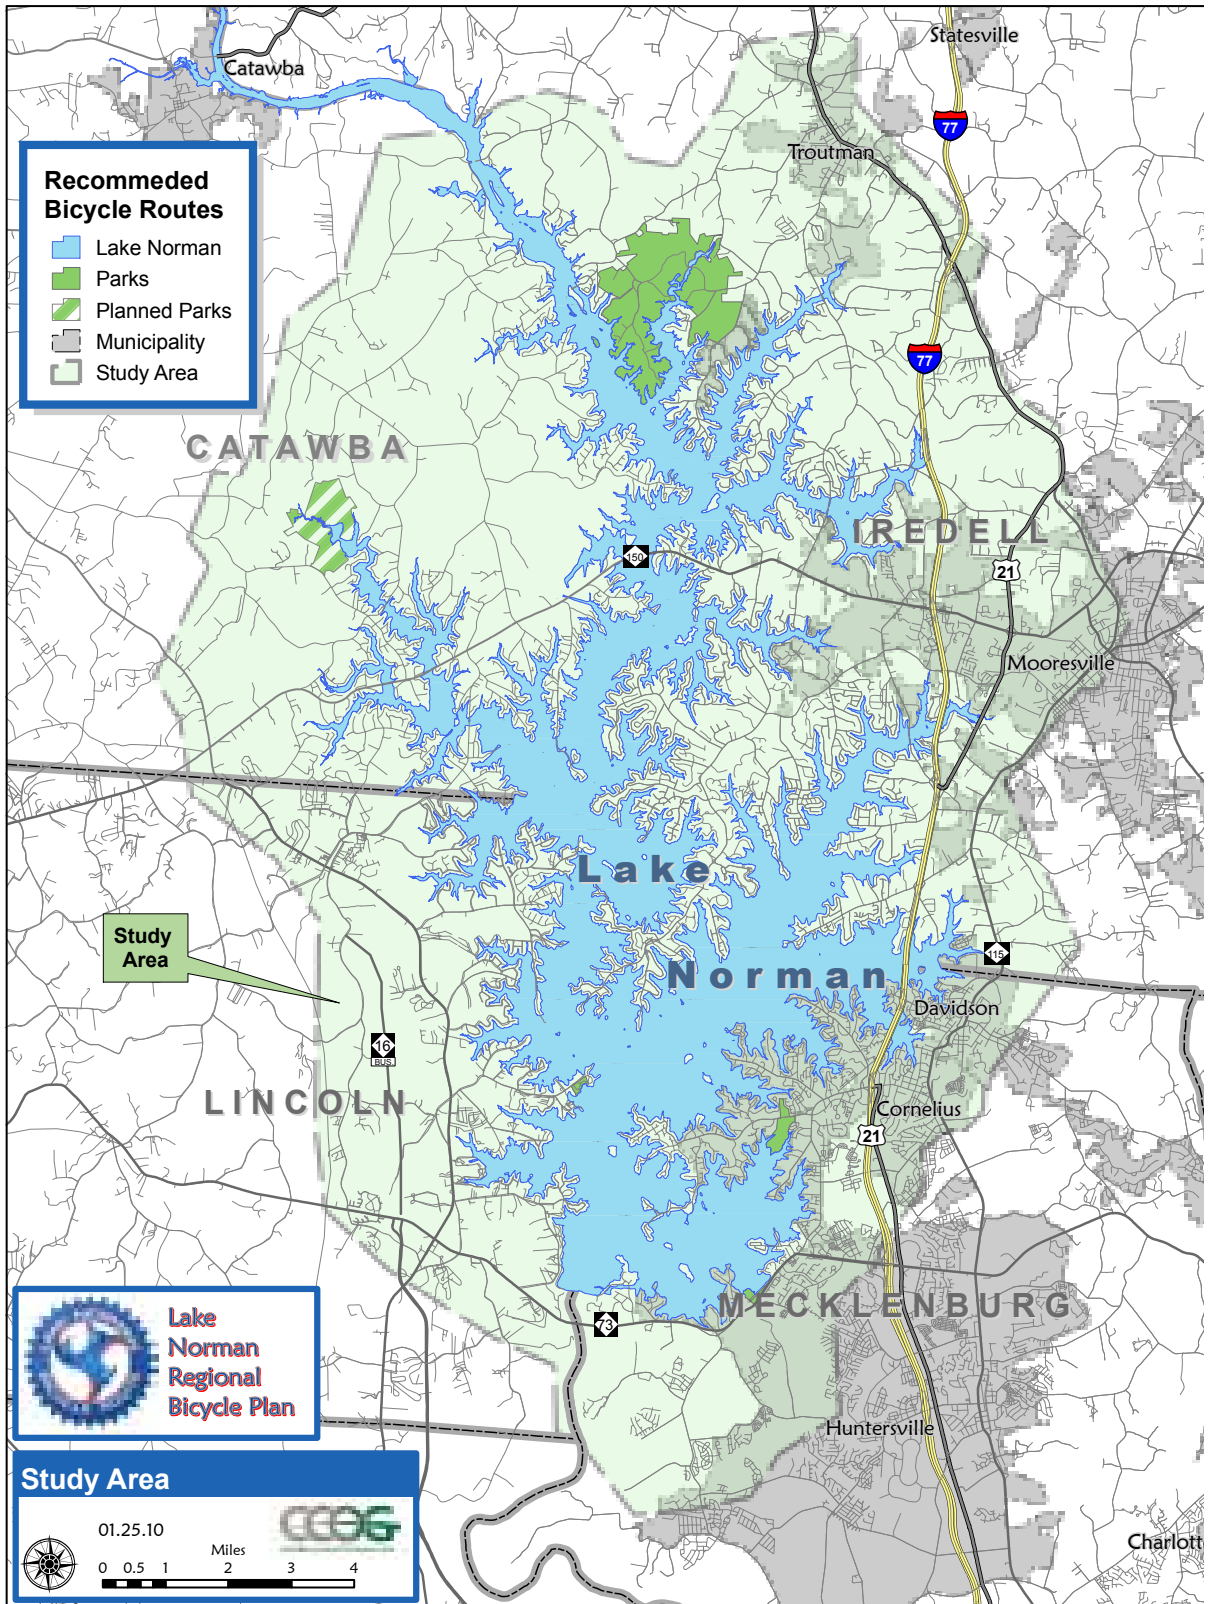 Statesville
Catawba
77
Troutman
Recommeded
Bicycle Routes
Lake Norman
Parks
Planned Parks
Municipality
Study Area
77
CATAWBA
IREDELL
150
21
Mooresville
Lake
Norman
Study
Area
115
Davidson
16
BUS
LINCOLN
Cornelius
21
MECKLENBURG
73
Lake
Norman
Regional
Bicycle Plan
Huntersville
Study Area
CCOG
01.25.10
Miles
0 0.5 1 2 3 4
Charlott